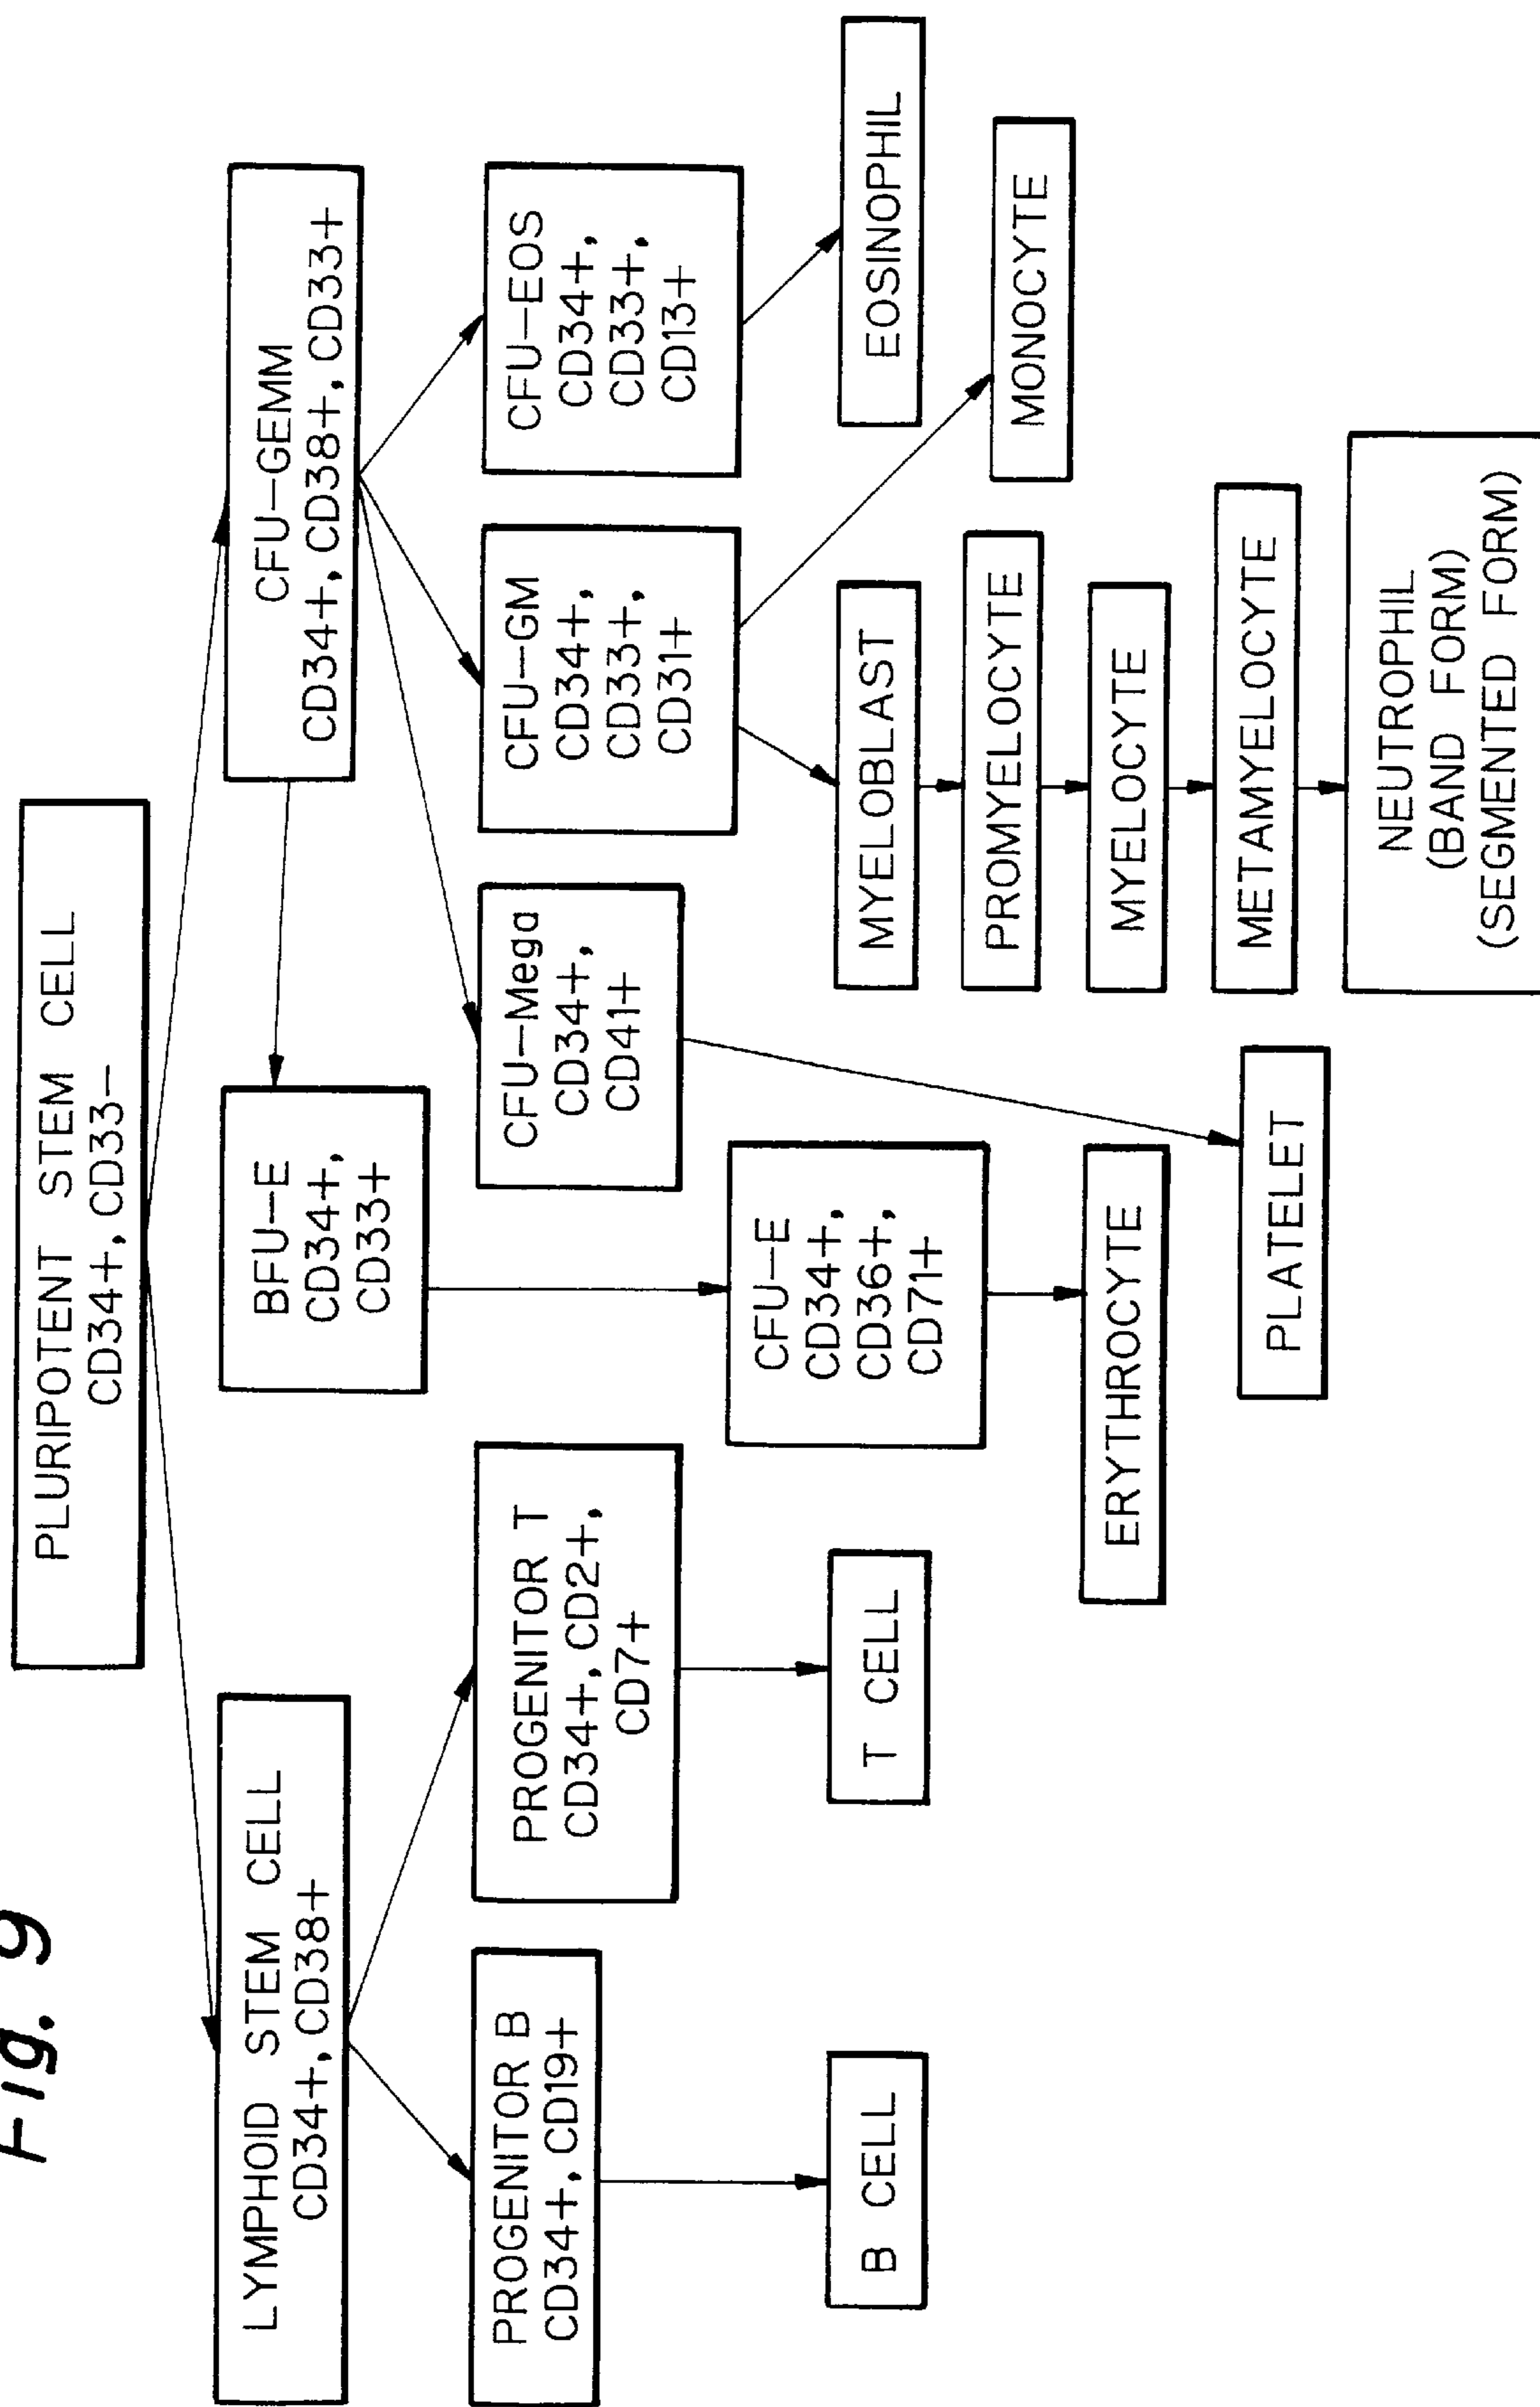 Fig. 9
PLURIPOTENT STEM CELL
CD34+, CD33−
LYMPHOID STEM CELL
CD34+, CD38+
BFU−E
CD34+,
CD33+
CFU−GEMM
CD34+, CD38+, CD33+
PROGENITOR B
CD34+, CD19+
PROGENITOR T
CD34+, CD2+,
CD7+
CFU−Mega
CD34+,
CD41+
CFU−GM
CD34+,
CD33+,
CD31+
CFU−EOS
CD34+,
CD33+,
CD13+
CFU−E
CD34+,
CD36+,
CD71+
B CELL
T CELL
MYELOBLAST
EOSINOPHIL
PROMYELOCYTE
MONOCYTE
ERYTHROCYTE
MYELOCYTE
PLATELET
METAMYELOCYTE
NEUTROPHIL
(BAND FORM)
(SEGMENTED FORM)